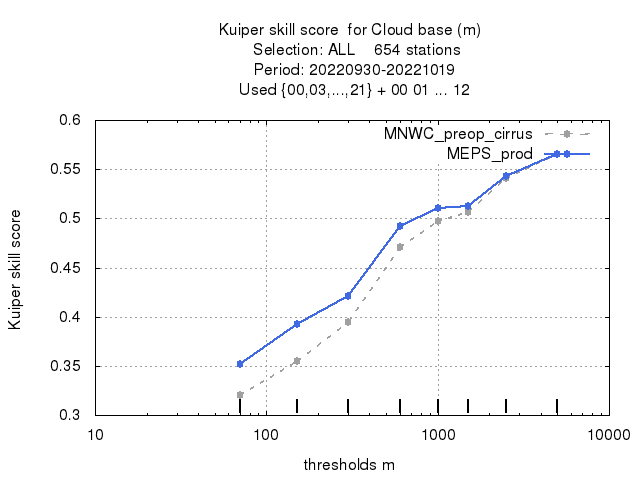 Kuiper skill score  for Cloud base (m)
Selection: ALL    654 stations
Period: 20220930-20221019
Used {00,03,...,21} + 00 01 ... 12
MNWC_preop_cirrus
MEPS_prod
Kuiper skill score
0.6
0.55
0.5
0.45
0.4
0.35
0.3
10
100
1000
10000
thresholds m